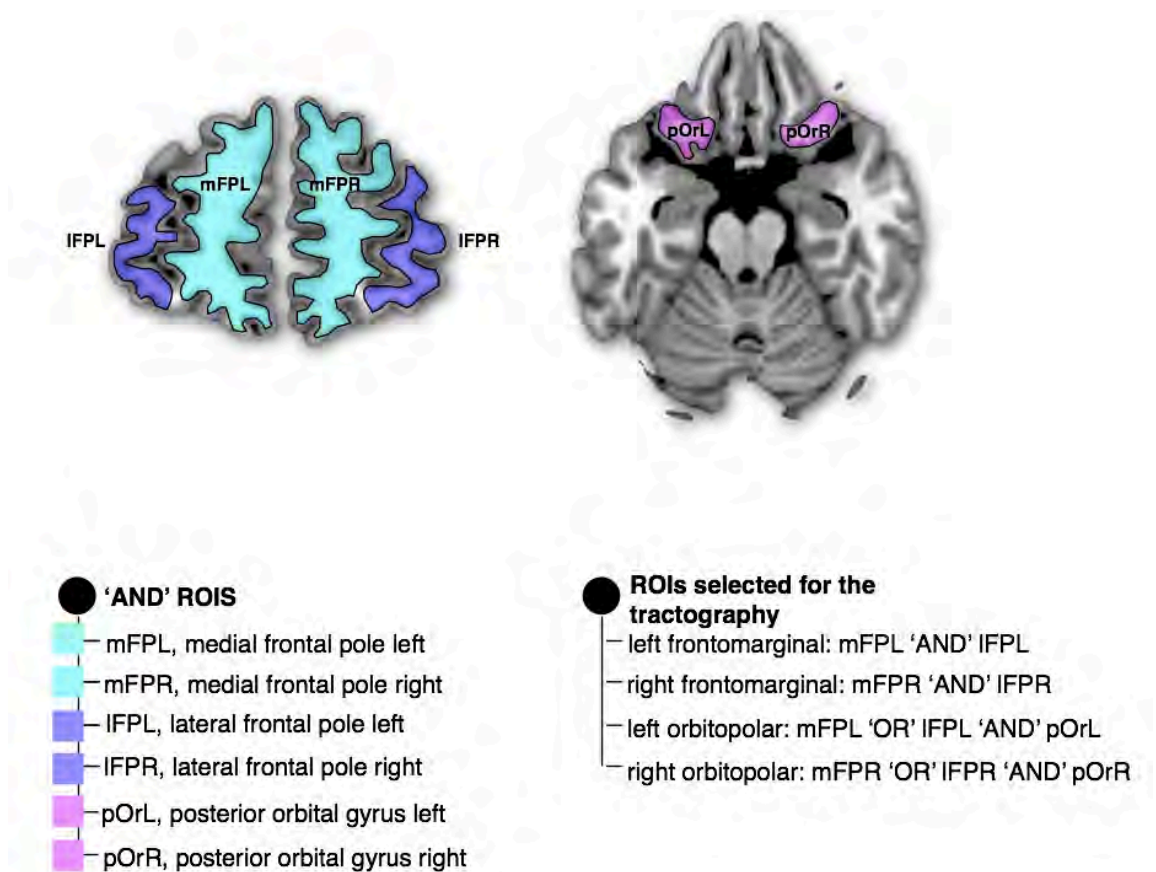 mFPL
mFPR
lFPL
lFPR
pOrL
pOrR
‘AND’ ROIS
mFPL, medial frontal pole left
mFPR, medial frontal pole right
lFPL, lateral frontal pole left
lFPR, lateral frontal pole right
pOrL, posterior orbital gyrus left
pOrR, posterior orbital gyrus right
ROIs selected for the
tractography
left frontomarginal: mFPL ‘AND’ lFPL
right frontomarginal: mFPR ‘AND’ lFPR
left orbitopolar: mFPL ‘OR’ lFPL ‘AND’ pOrL
right orbitopolar: mFPR ‘OR’ lFPR ‘AND’ pOrR